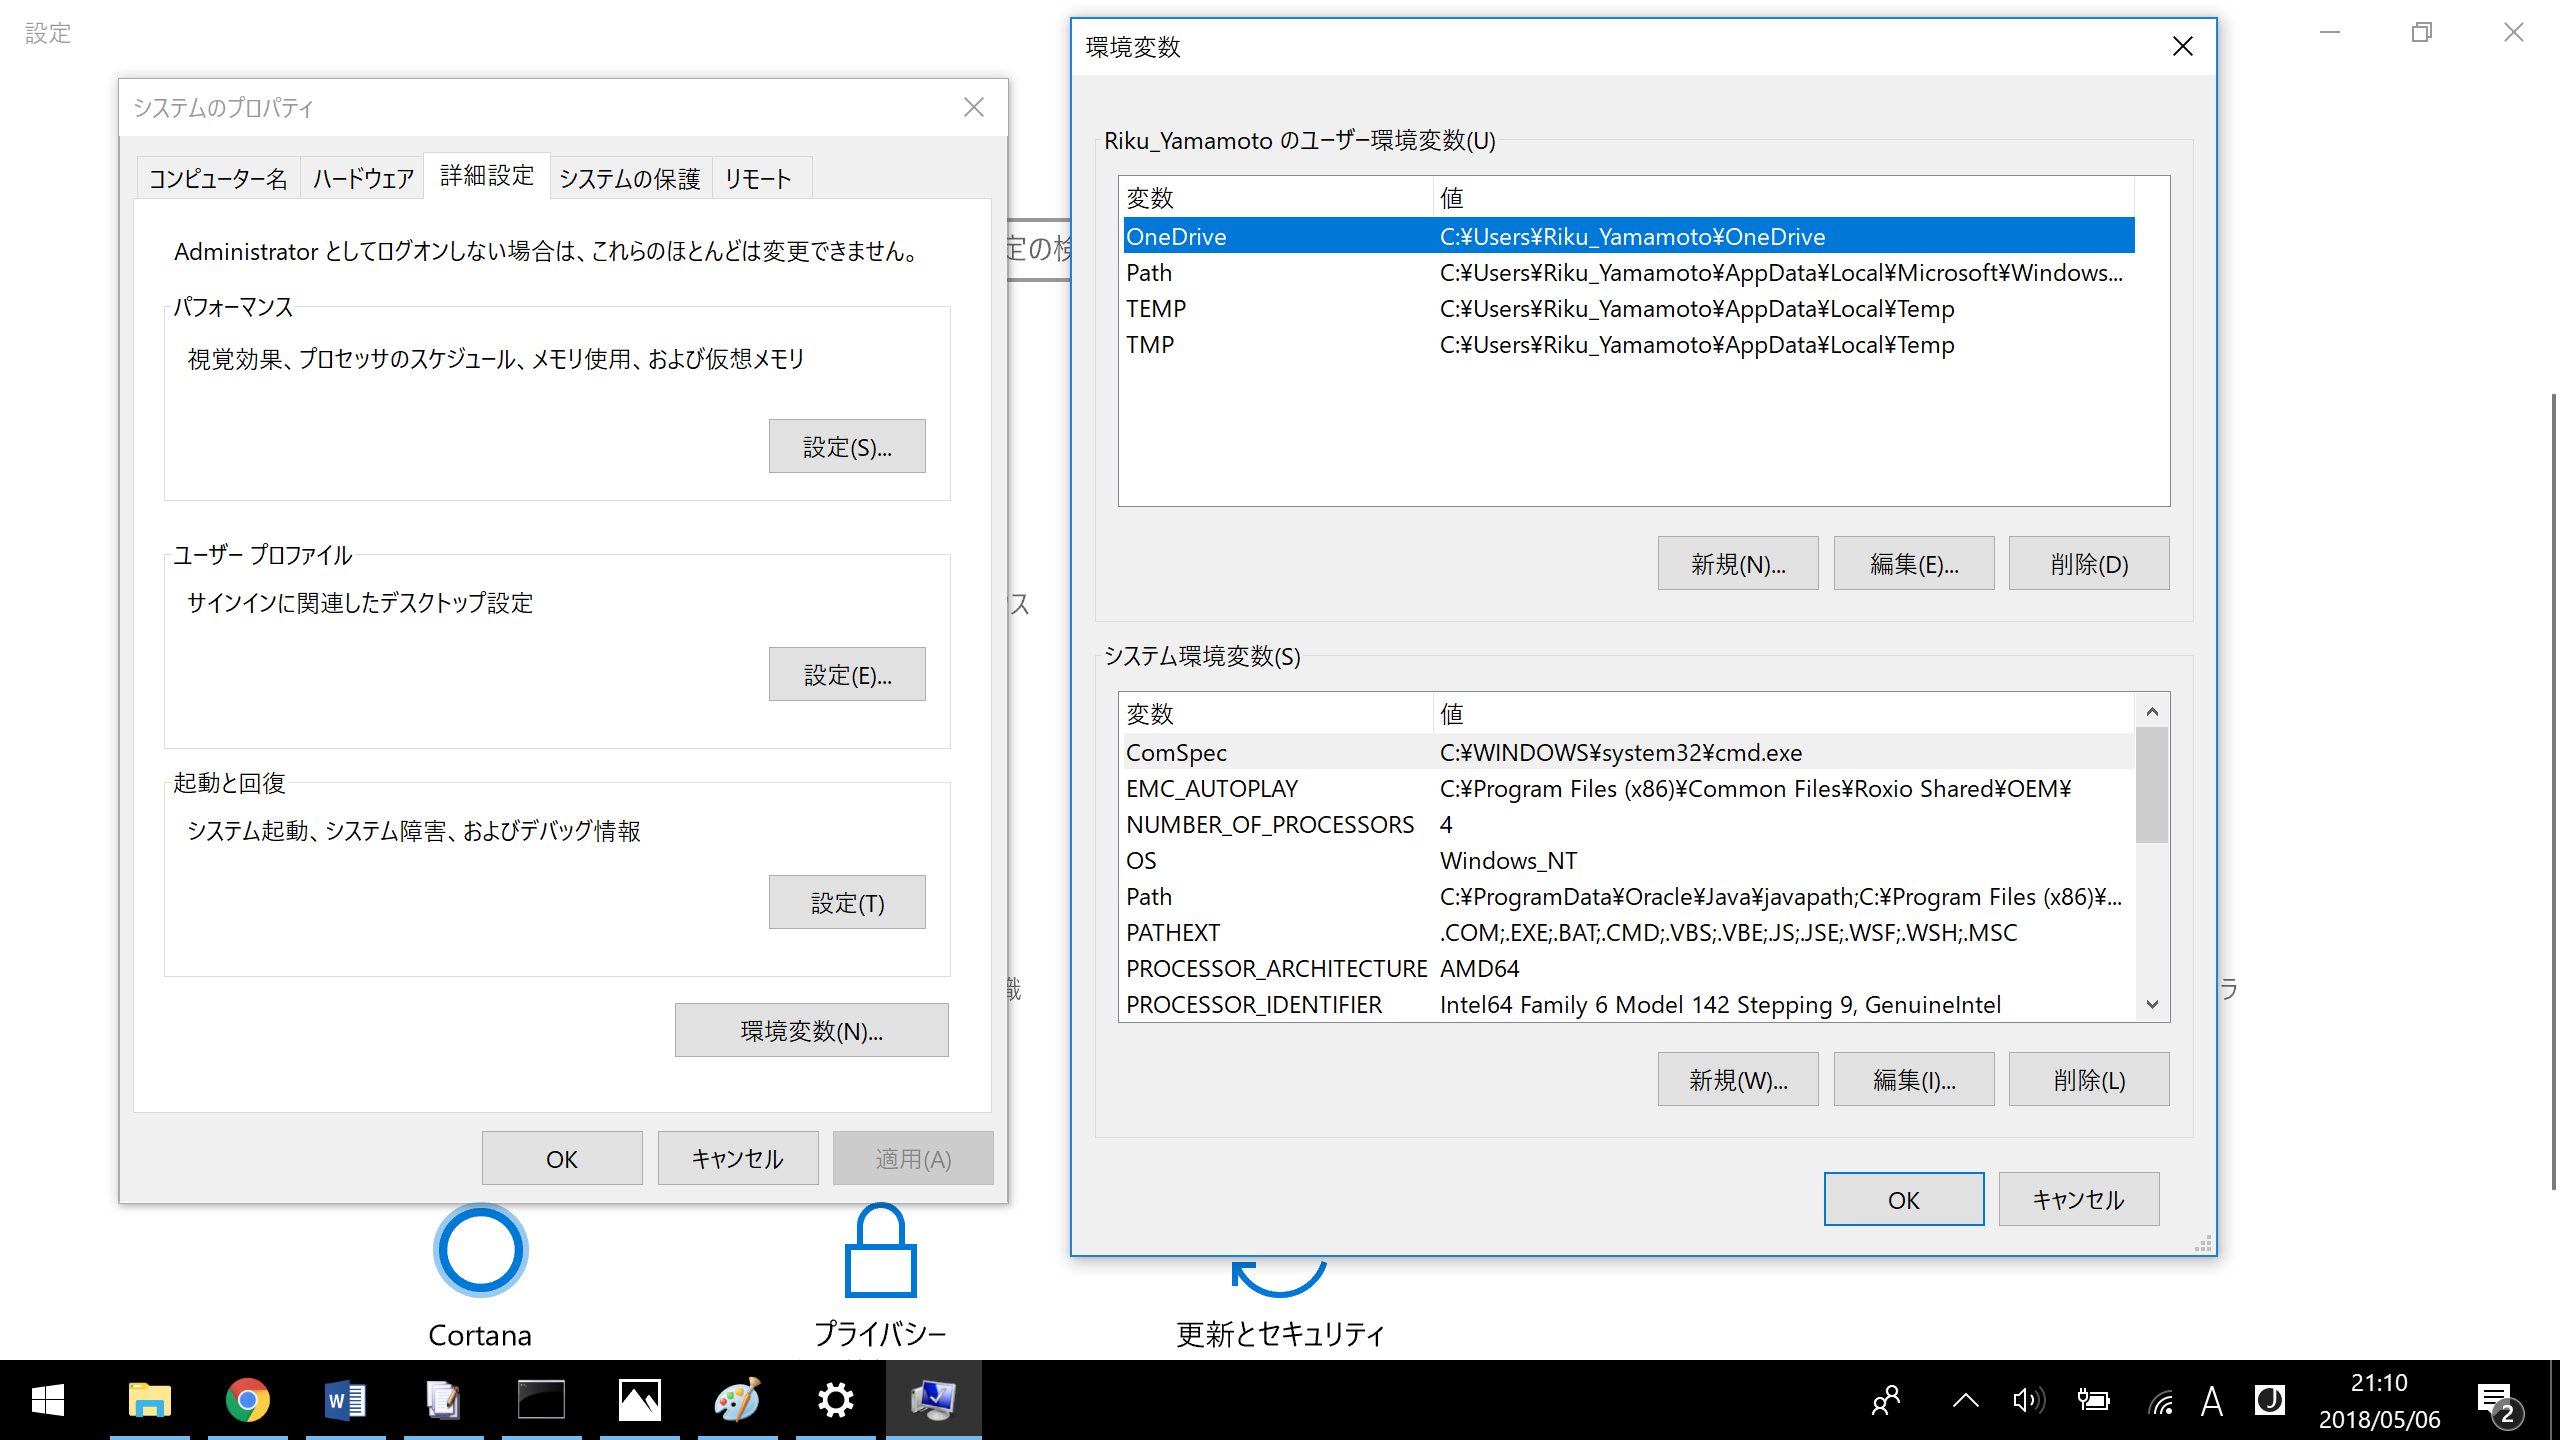 設定
システムのプロパティ
コンピューター名 ハードウェア 詳細設定 システムの保護 リモート
Administrator としてログオンしない場合は、これらのほとんどは変更できません。
パフォーマンス
視覚効果、プロセッサのスケジュール、メモリ使用、および仮想メモリ
設定(S)...
ユーザー プロファイル
サインインに関連したデスクトップ設定
設定(E)...
起動と回復
システム起動、システム障害、およびデバッグ情報
設定(T)
環境変数(N)...
OK キャンセル 適用(A)
定の検
ス
識
環境変数
Riku_Yamamoto のユーザー環境変数(U)
変数 値
OneDrive C:¥Users¥Riku_Yamamoto¥OneDrive
Path C:¥Users¥Riku_Yamamoto¥AppData¥Local¥Microsoft¥Windows...
TEMP C:¥Users¥Riku_Yamamoto¥AppData¥Local¥Temp
TMP C:¥Users¥Riku_Yamamoto¥AppData¥Local¥Temp
新規(N)... 編集(E)... 削除(D)
システム環境変数(S)
変数 値
ComSpec C:¥WINDOWS¥system32¥cmd.exe
EMC_AUTOPLAY C:¥Program Files (x86)¥Common Files¥Roxio Shared¥OEM¥
NUMBER_OF_PROCESSORS 4
OS Windows_NT
Path C:¥ProgramData¥Oracle¥Java¥javapath;C:¥Program Files (x86)¥...
PATHEXT .COM;.EXE;.BAT;.CMD;.VBS;.VBE;.JS;.JSE;.WSF;.WSH;.MSC
PROCESSOR_ARCHITECTURE AMD64
PROCESSOR_IDENTIFIER Intel64 Family 6 Model 142 Stepping 9, GenuineIntel
新規(W)... 編集(I)... 削除(L)
OK キャンセル
ラ
Cortana プライバシー 更新とセキュリティ
A J 21:10
2018/05/06 2